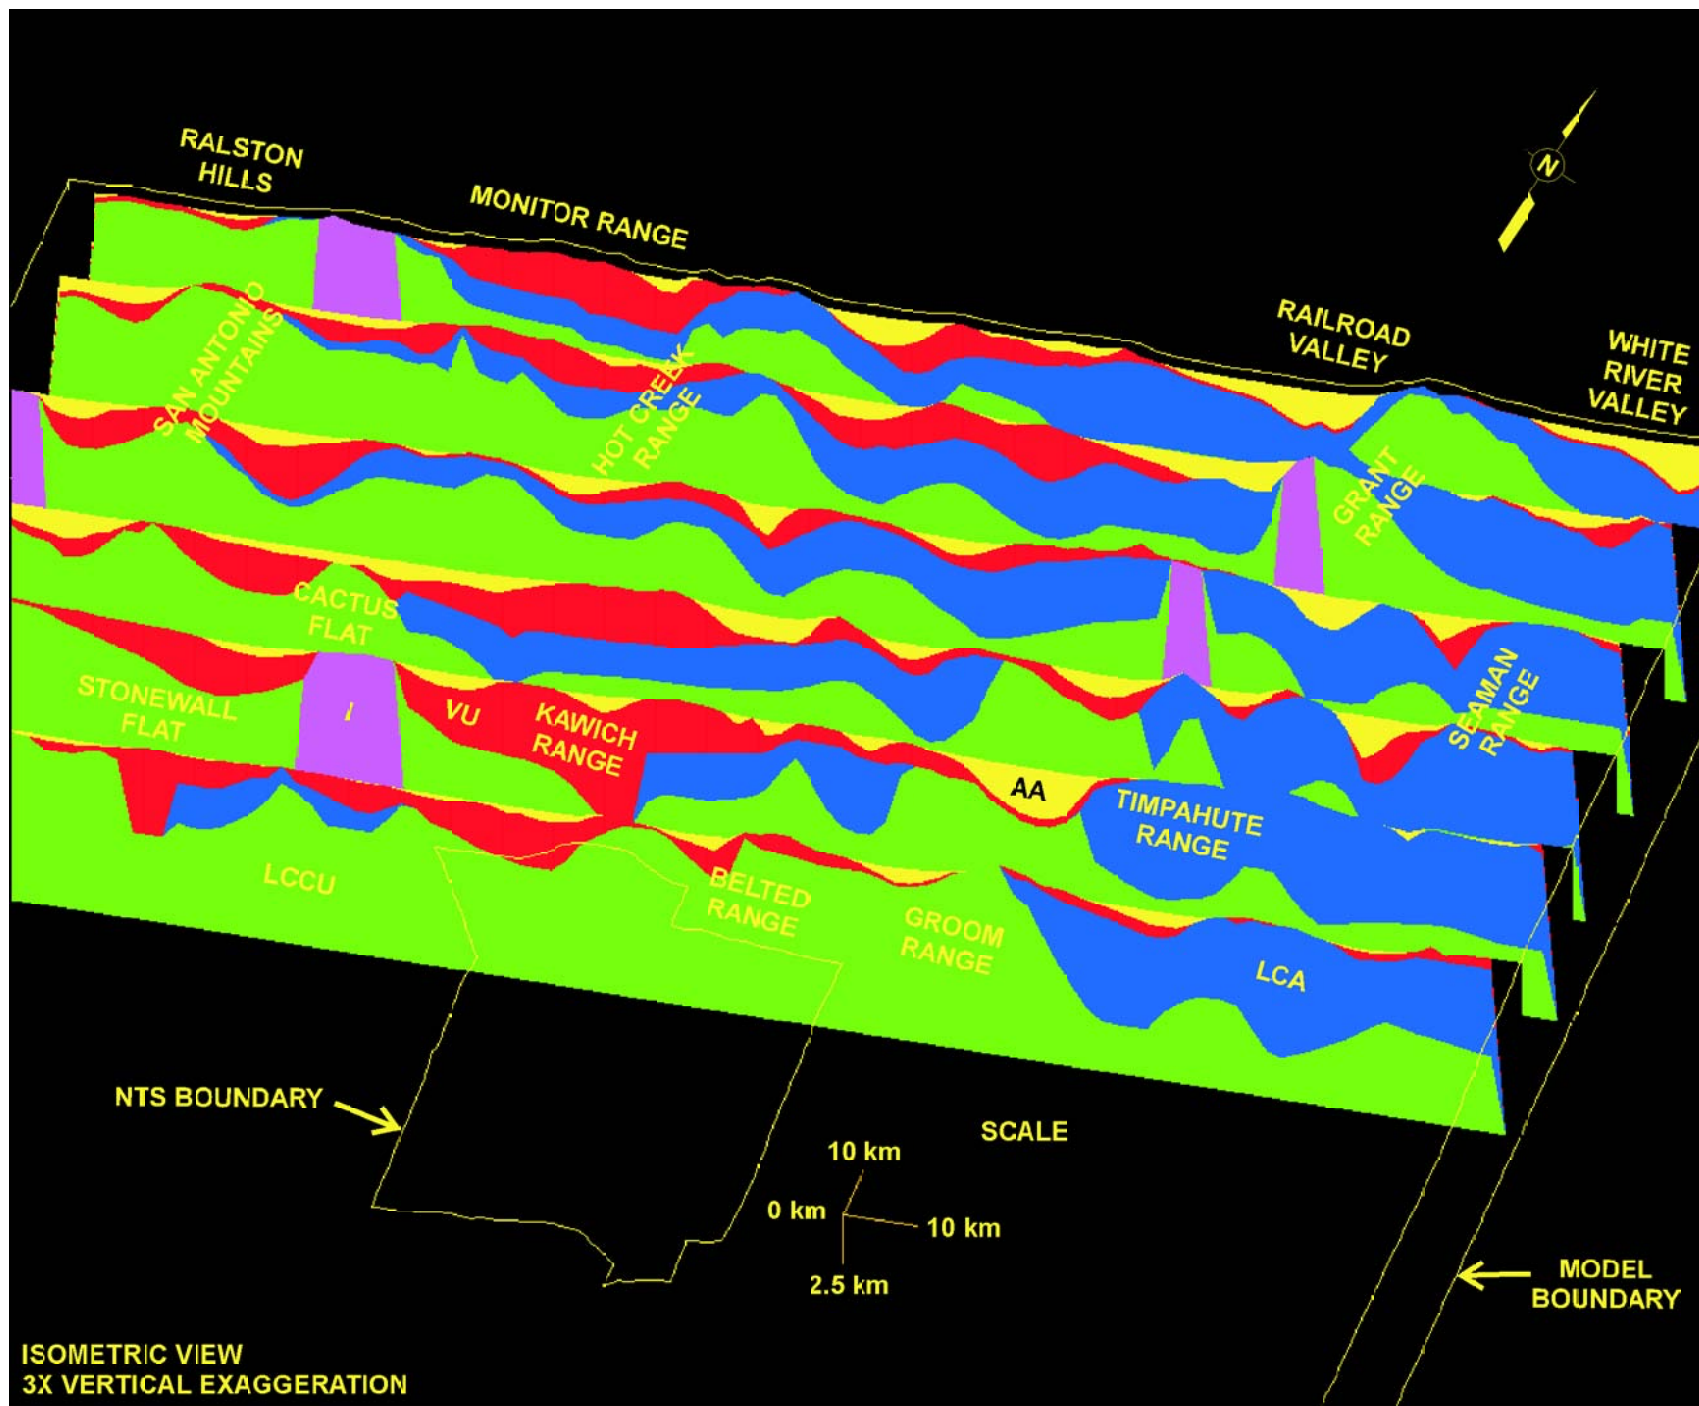 RALSTON
HILLS
MONITOR RANGE
N
RAILROAD
VALLEY
WHITE
RIVER
VALLEY
SAN ANTONIO
MOUNTAINS
HOT CREEK
RANGE
GRANT
RANGE
CACTUS
FLAT
STONEWALL
FLAT
I
VU
KAWICH
RANGE
SEAMAN
RANGE
AA
TIMPAHUTE
RANGE
LCCU
BELTED
RANGE
GROOM
RANGE
LCA
NTS BOUNDARY
SCALE
10 km
0 km
10 km
2.5 km
MODEL
BOUNDARY
ISOMETRIC VIEW
3X VERTICAL EXAGGERATION